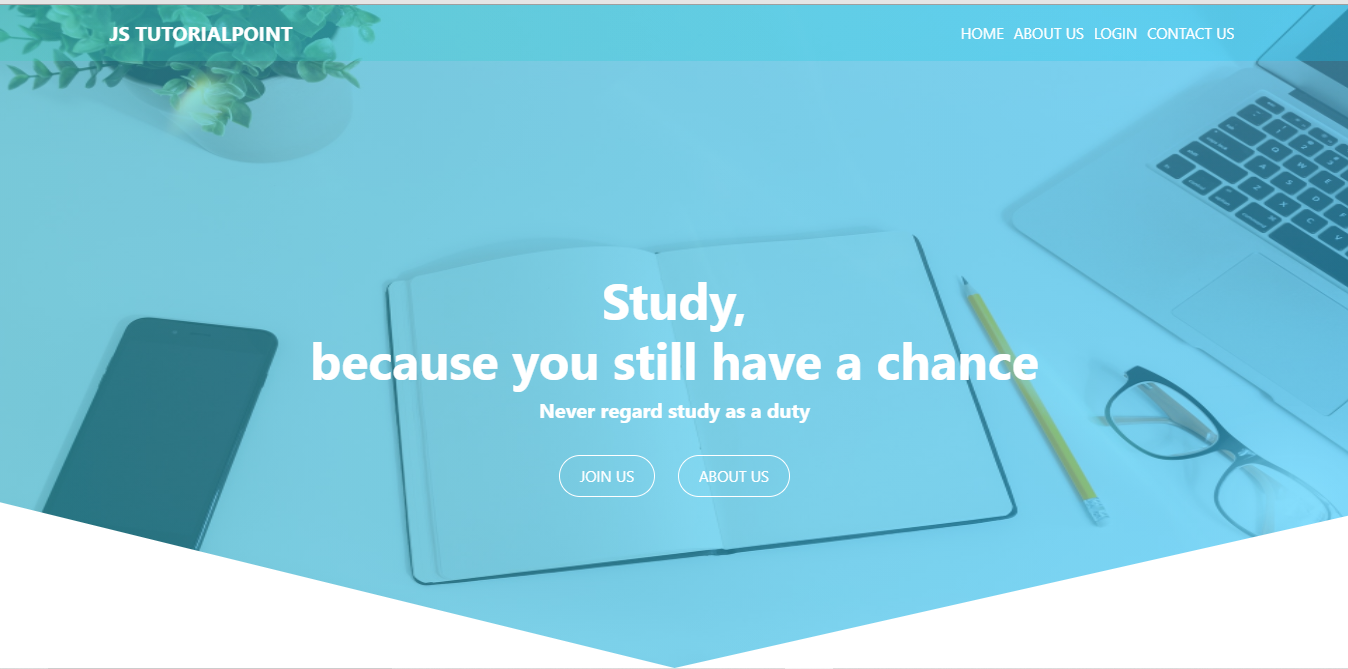 JS TUTORIALPOINT
HOME ABOUT US LOGIN CONTACT US
Study,
because you still have a chance
Never regard study as a duty
JOIN US ABOUT US